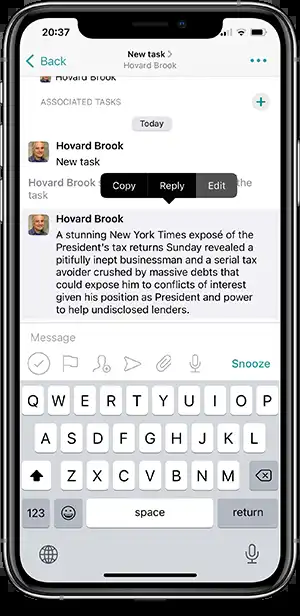 20:37
Back
New task
Hovard Brook
Hovard Brook
ASSOCIATED TASKS
Today
Hovard Brook
New task
Copy
Reply
Edit
Hovard Brook s
the
task
Hovard Brook
A stunning New York Times exposé of the
President's tax returns Sunday revealed a
pitifully inept businessman and a serial tax
avoider crushed by massive debts that
could expose him to conflicts of interest
given his position as President and power
to help undisclosed lenders.
Message
Snooze
Q W E R T Y U I O P
A S D F G H J K L
Z X C V B N M
123 space return